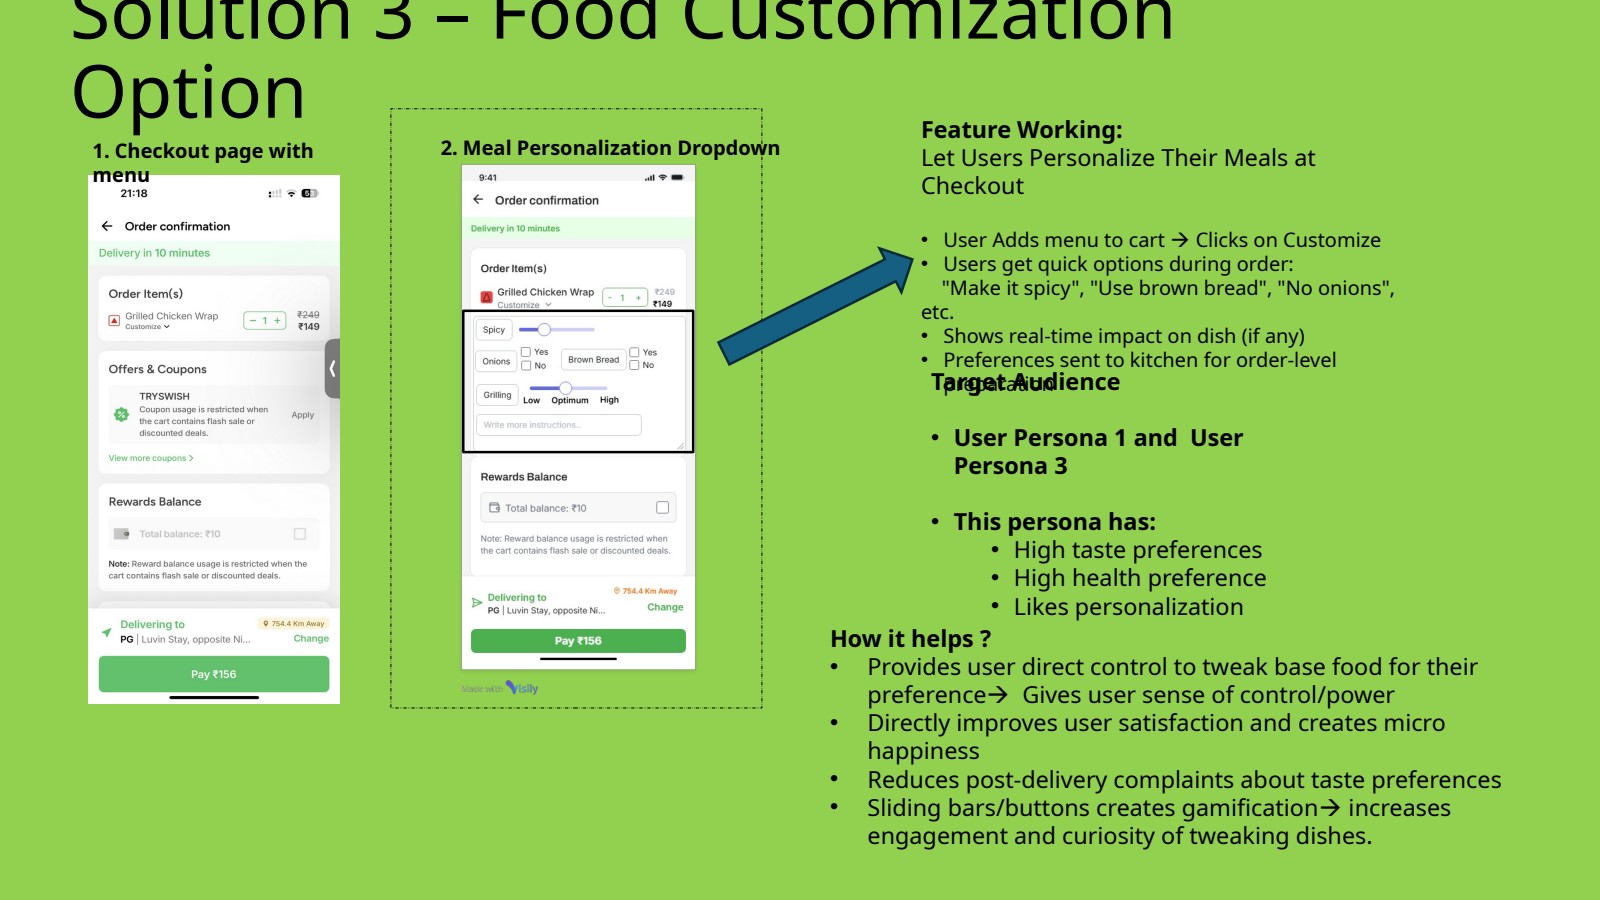 Solution 3 – Food Customization
Option
1. Checkout page with
menu
21:18
Order confirmation
Delivery in 10 minutes
Order Item(s)
Grilled Chicken Wrap
Customize
− 1 +
₹249
₹149
Offers & Coupons
TRYSWISH
Coupon usage is restricted when
the cart contains flash sale or
discounted deals.
Apply
View more coupons
Rewards Balance
Total balance: ₹10
Note: Reward balance usage is restricted when the
cart contains flash sale or discounted deals.
Delivering to
754.4 Km Away
PG | Luvin Stay, opposite Ni...
Change
Pay ₹156
2. Meal Personalization Dropdown
9:41
Order confirmation
Delivery in 10 minutes
Order Item(s)
Grilled Chicken Wrap
Customize
- 1 +
₹249
₹149
Spicy
Onions
Yes
No
Brown Bread
Yes
No
Grilling
Low Optimum High
Write more instructions..
Rewards Balance
Total balance: ₹10
Note: Reward balance usage is restricted when
the cart contains flash sale or discounted deals.
754.4 Km Away
Delivering to
PG | Luvin Stay, opposite Ni...
Change
Pay ₹156
Made with Visily
Feature Working:
Let Users Personalize Their Meals at
Checkout
• User Adds menu to cart → Clicks on Customize
• Users get quick options during order:
"Make it spicy", "Use brown bread", "No onions",
etc.
• Shows real-time impact on dish (if any)
• Preferences sent to kitchen for order-level
preparation
Target Audience
• User Persona 1 and User
Persona 3
• This persona has:
• High taste preferences
• High health preference
• Likes personalization
How it helps ?
• Provides user direct control to tweak base food for their
preference→ Gives user sense of control/power
• Directly improves user satisfaction and creates micro
happiness
• Reduces post-delivery complaints about taste preferences
• Sliding bars/buttons creates gamification→ increases
engagement and curiosity of tweaking dishes.